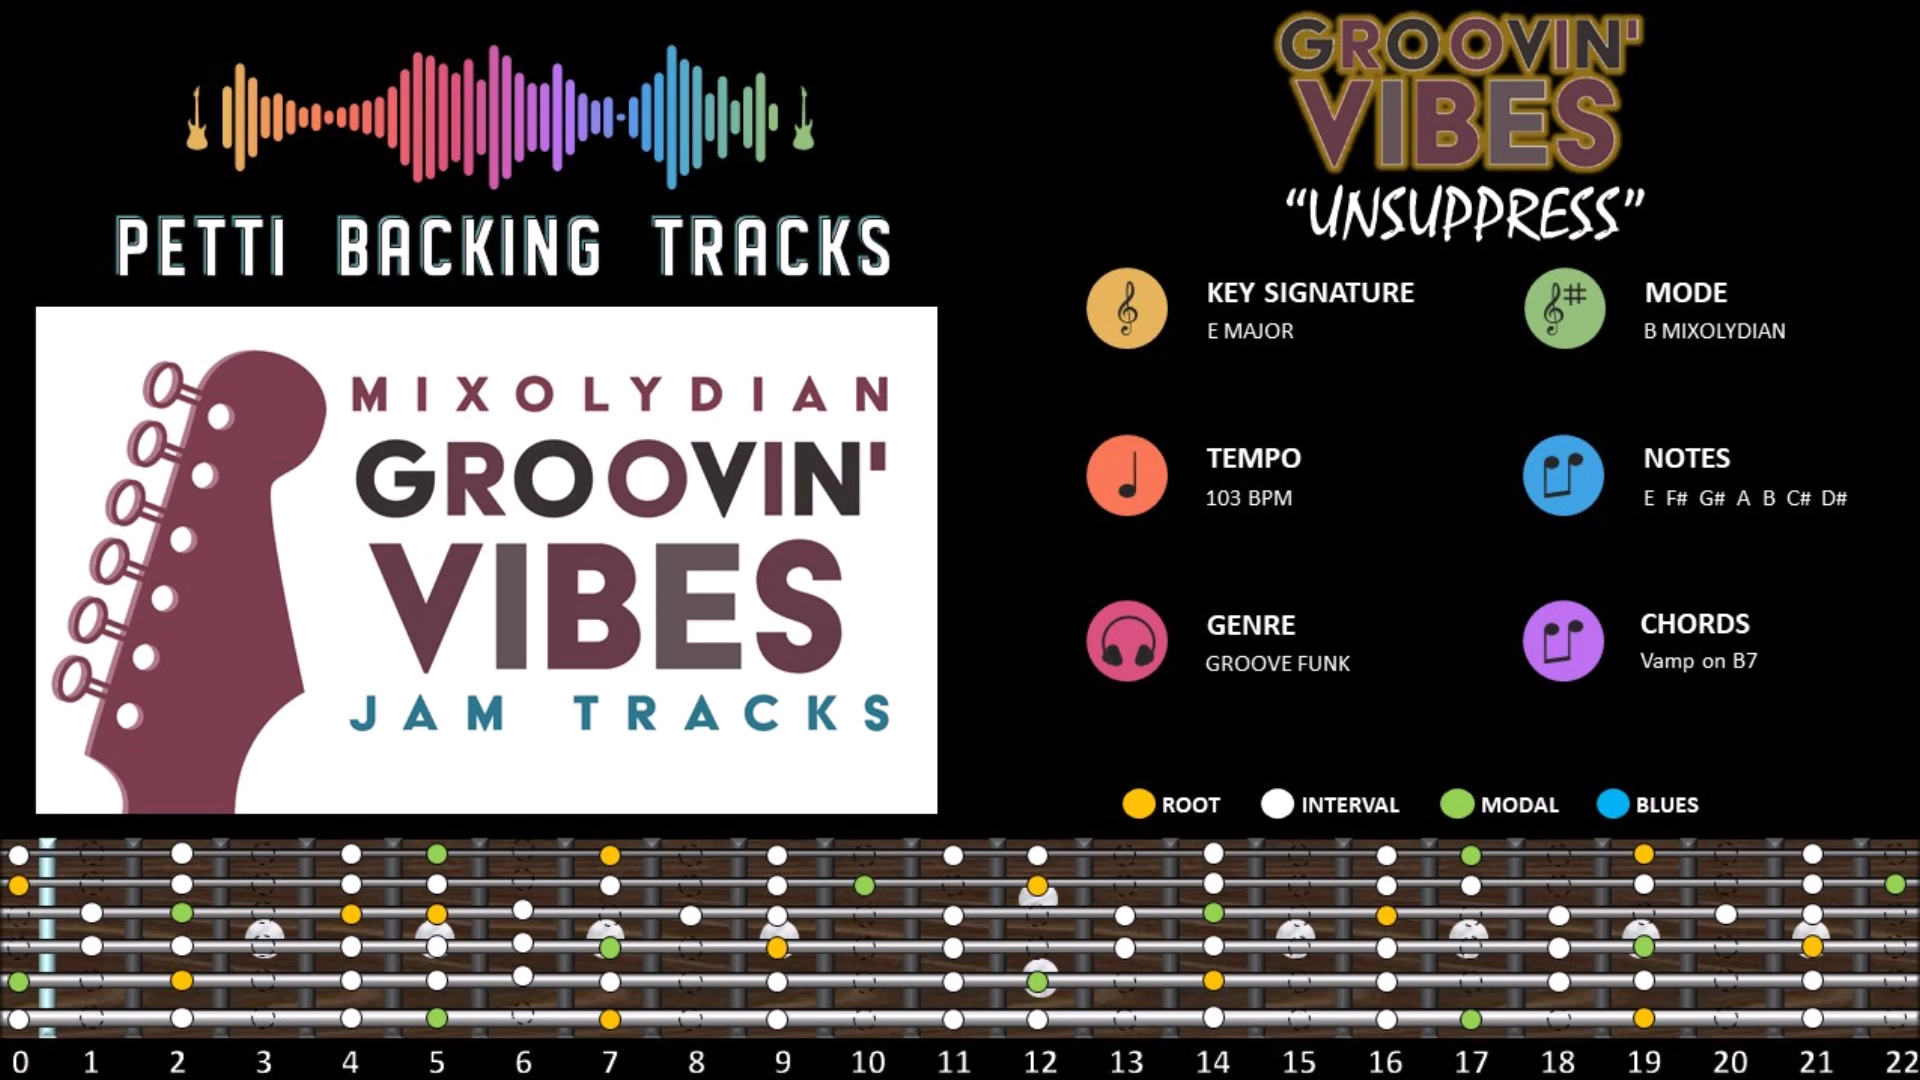 PETTI BACKING TRACKS
MIXOLYDIAN
GROOVIN'
VIBES
JAM TRACKS
GROOVIN'
VIBES
“UNSUPPRESS”
KEY SIGNATURE
E MAJOR
MODE
B MIXOLYDIAN
TEMPO
103 BPM
NOTES
E F# G# A B C# D#
GENRE
GROOVE FUNK
CHORDS
Vamp on B7
ROOT INTERVAL MODAL BLUES
0 1 2 3 4 5 6 7 8 9 10 11 12 13 14 15 16 17 18 19 20 21 22